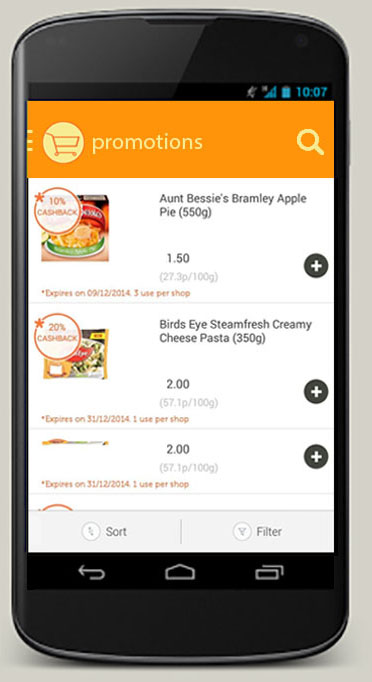 10:07
promotions
10%
CASHBACK
Aunt Bessie's Bramley Apple
Pie (550g)
1.50
(27.3p/100g)
*Expires on 09/12/2014. 3 use per shop
20%
CASHBACK
Birds Eye Steamfresh Creamy
Cheese Pasta (350g)
2.00
(57.1p/100g)
*Expires on 31/12/2014. 1 use per shop
2.00
(57.1p/100g)
*Expires on 31/12/2014. 1 use per shop
Sort
Filter